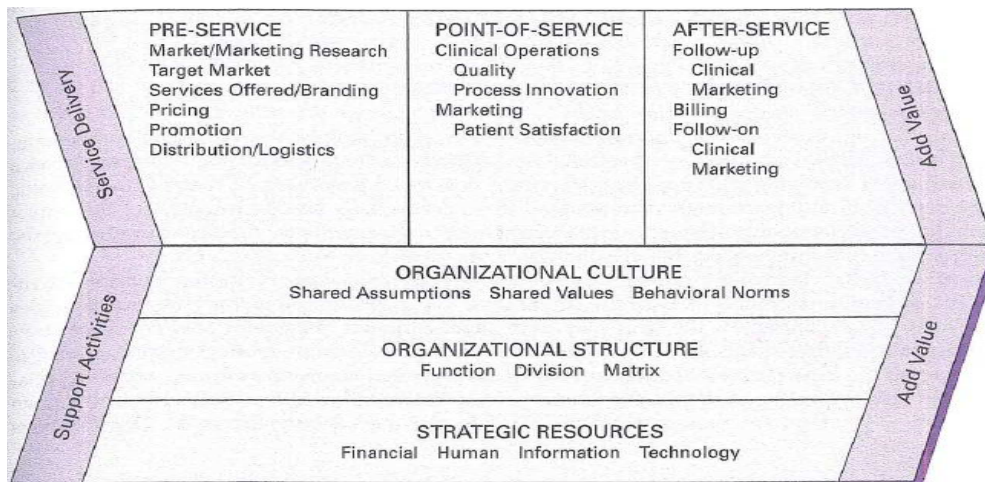 Service Delivery
PRE-SERVICE
Market/Marketing Research
Target Market
Services Offered/Branding
Pricing
Promotion
Distribution/Logistics
POINT-OF-SERVICE
Clinical Operations
Quality
Process Innovation
Marketing
Patient Satisfaction
AFTER-SERVICE
Follow-up
Clinical
Marketing
Billing
Follow-on
Clinical
Marketing
Add Value
Support Activities
ORGANIZATIONAL CULTURE
Shared Assumptions Shared Values Behavioral Norms
ORGANIZATIONAL STRUCTURE
Function Division Matrix
STRATEGIC RESOURCES
Financial Human Information Technology
Add Value